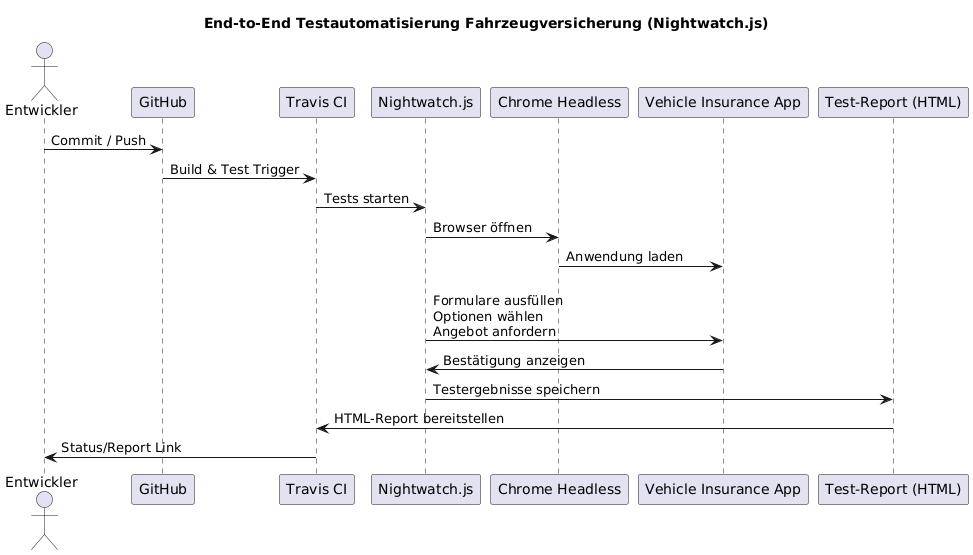 End-to-End Testautomatisierung Fahrzeugversicherung (Nightwatch.js)
Entwickler
GitHub
Travis CI
Nightwatch.js
Chrome Headless
Vehicle Insurance App
Test-Report (HTML)
Commit / Push
Build & Test Trigger
Tests starten
Browser öffnen
Anwendung laden
Formulare ausfüllen
Optionen wählen
Angebot anfordern
Bestätigung anzeigen
Testergebnisse speichern
HTML-Report bereitstellen
Status/Report Link
Entwickler
GitHub
Travis CI
Nightwatch.js
Chrome Headless
Vehicle Insurance App
Test-Report (HTML)